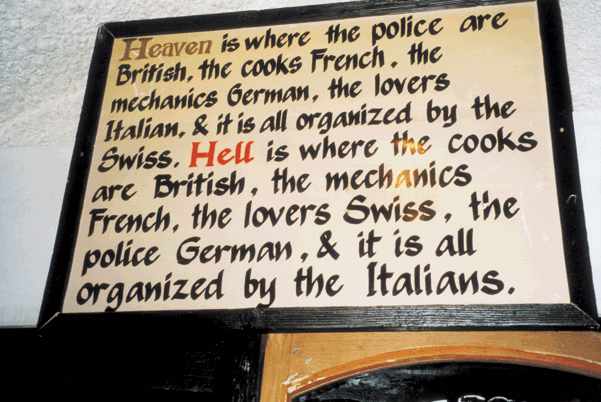 Heaven is where the police are
British, the cooks French, the
mechanics German, the lovers
Italian, & it is all organized by the
Swiss. Hell is where the cooks
are British, the mechanics
French, the lovers Swiss, the
police German, & it is all
organized by the Italians.